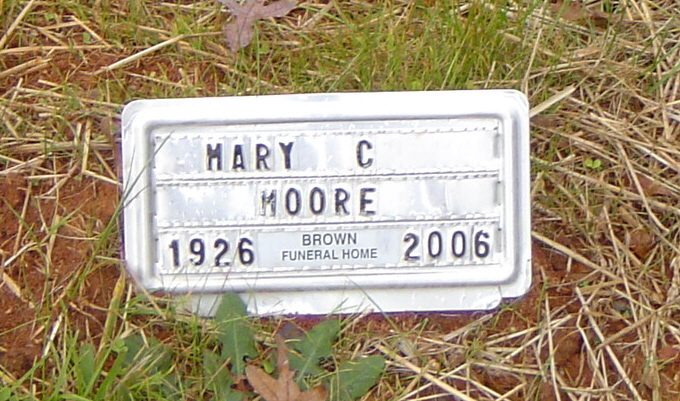 MARY C
MOORE
1926 BROWN FUNERAL HOME 2006